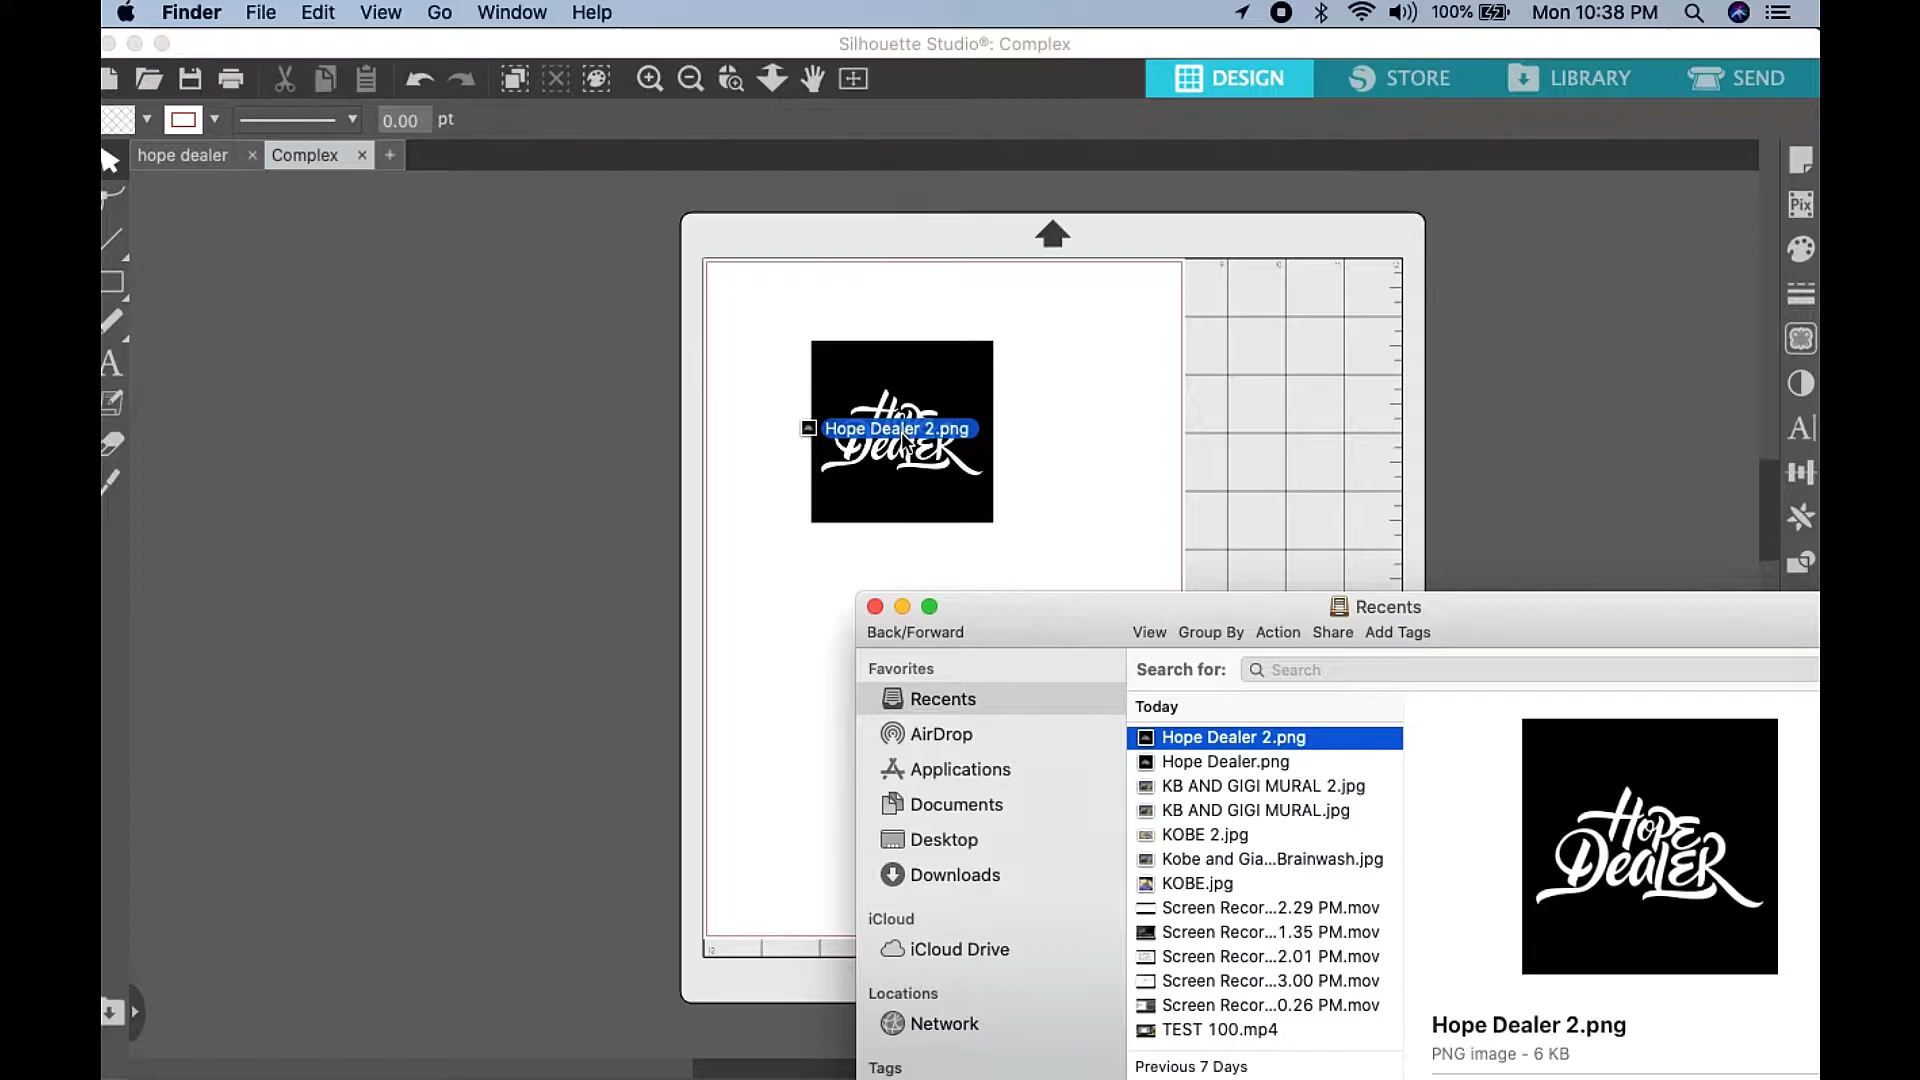 Finder File Edit View Go Window Help 100% Mon 10:38 PM
Silhouette Studio®: Complex
DESIGN STORE LIBRARY SEND
0.00 pt
hope dealer Complex
Pix
A
A
HOPE
DEALER
Hope Dealer 2.png
Recents
Back/Forward View Group By Action Share Add Tags
Favorites
Search for: Search
Recents
Today
AirDrop
Hope Dealer 2.png
Applications
Hope Dealer.png
Documents
KB AND GIGI MURAL 2.jpg
Desktop
KB AND GIGI MURAL.jpg
Downloads
KOBE 2.jpg
iCloud
Kobe and Gia...Brainwash.jpg
iCloud Drive
KOBE.jpg
Locations
Screen Recor...2.29 PM.mov
Network
Screen Recor...1.35 PM.mov
Tags
Screen Recor...2.01 PM.mov
Screen Recor...3.00 PM.mov
Screen Recor...0.26 PM.mov
TEST 100.mp4
Previous 7 Days
HOPE
DEALER
Hope Dealer 2.png
PNG image - 6 KB